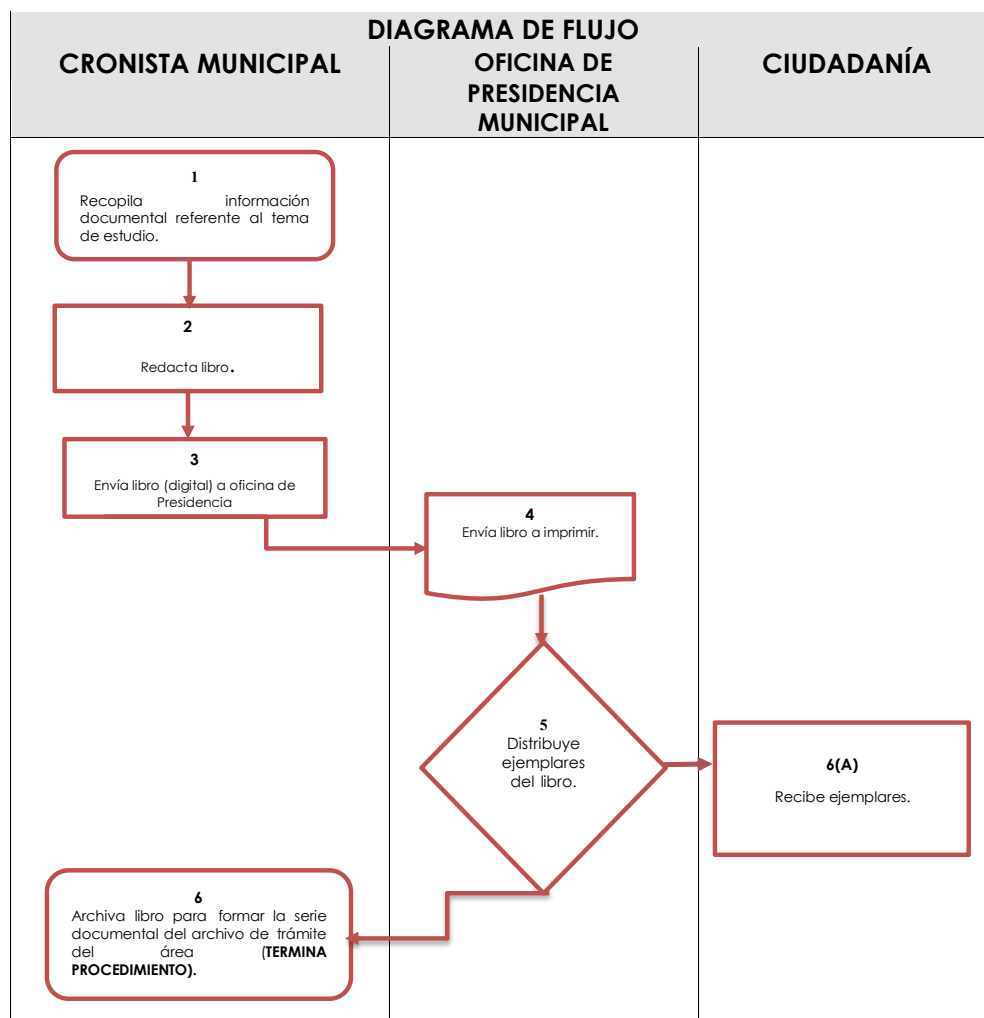 DIAGRAMA DE FLUJO
CRONISTA MUNICIPAL
OFICINA DE
PRESIDENCIA
MUNICIPAL
CIUDADANÍA
1
Recopila información
documental referente al tema
de estudio.
2
Redacta libro.
3
Envía libro (digital) a oficina de
Presidencia
4
Envía libro a imprimir.
5
Distribuye
ejemplares
del libro.
6(A)
Recibe ejemplares.
6
Archiva libro para formar la serie
documental del archivo de trámite
del área (TERMINA
PROCEDIMIENTO).